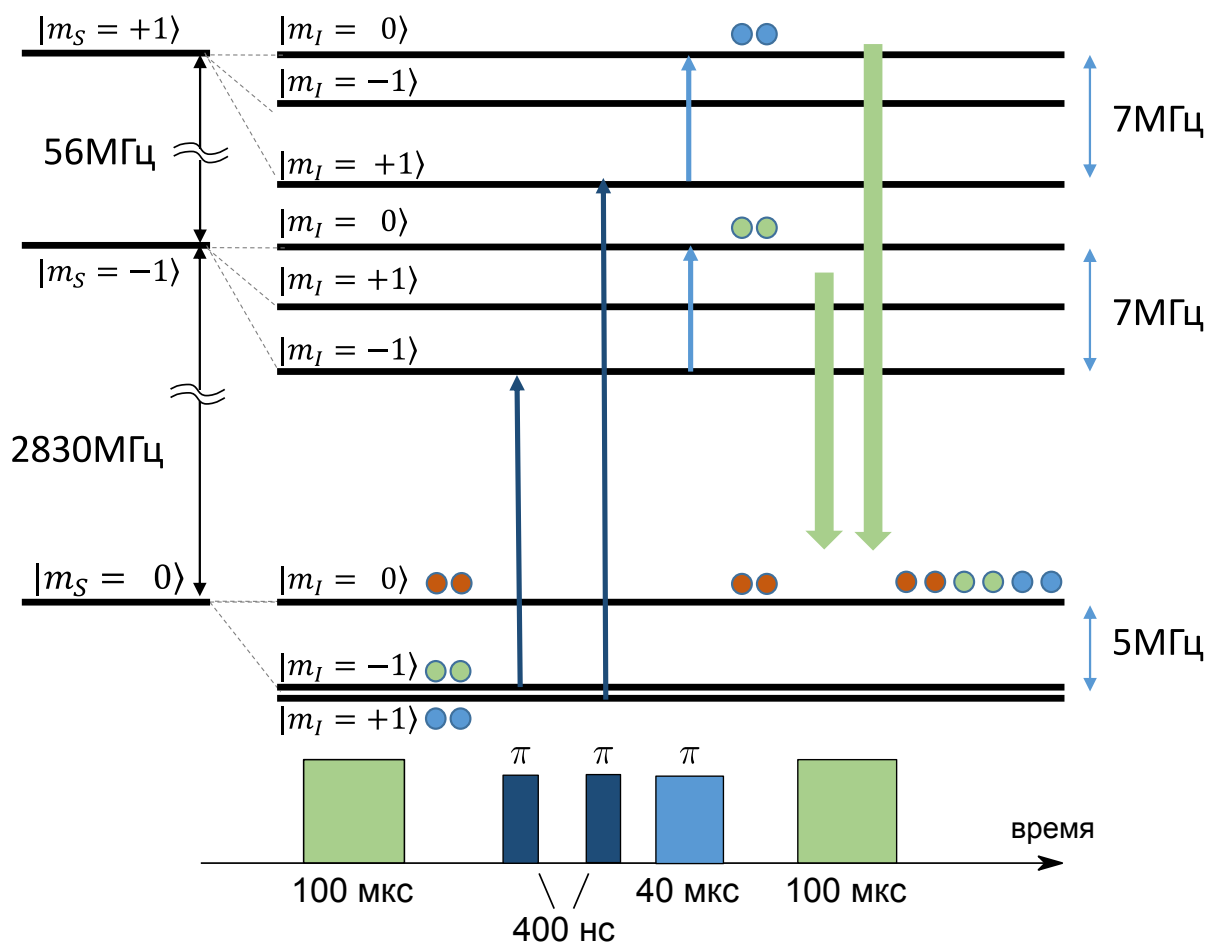 |m_S = +1⟩
|m_I = 0⟩
|m_I = −1⟩
7МГц
56МГц
|m_I = +1⟩
|m_I = 0⟩
|m_S = −1⟩
|m_I = +1⟩
7МГц
|m_I = −1⟩
2830МГц
|m_S = 0⟩
|m_I = 0⟩
5МГц
|m_I = −1⟩
|m_I = +1⟩
π π π
время
100 мкс 40 мкс 100 мкс
400 нс